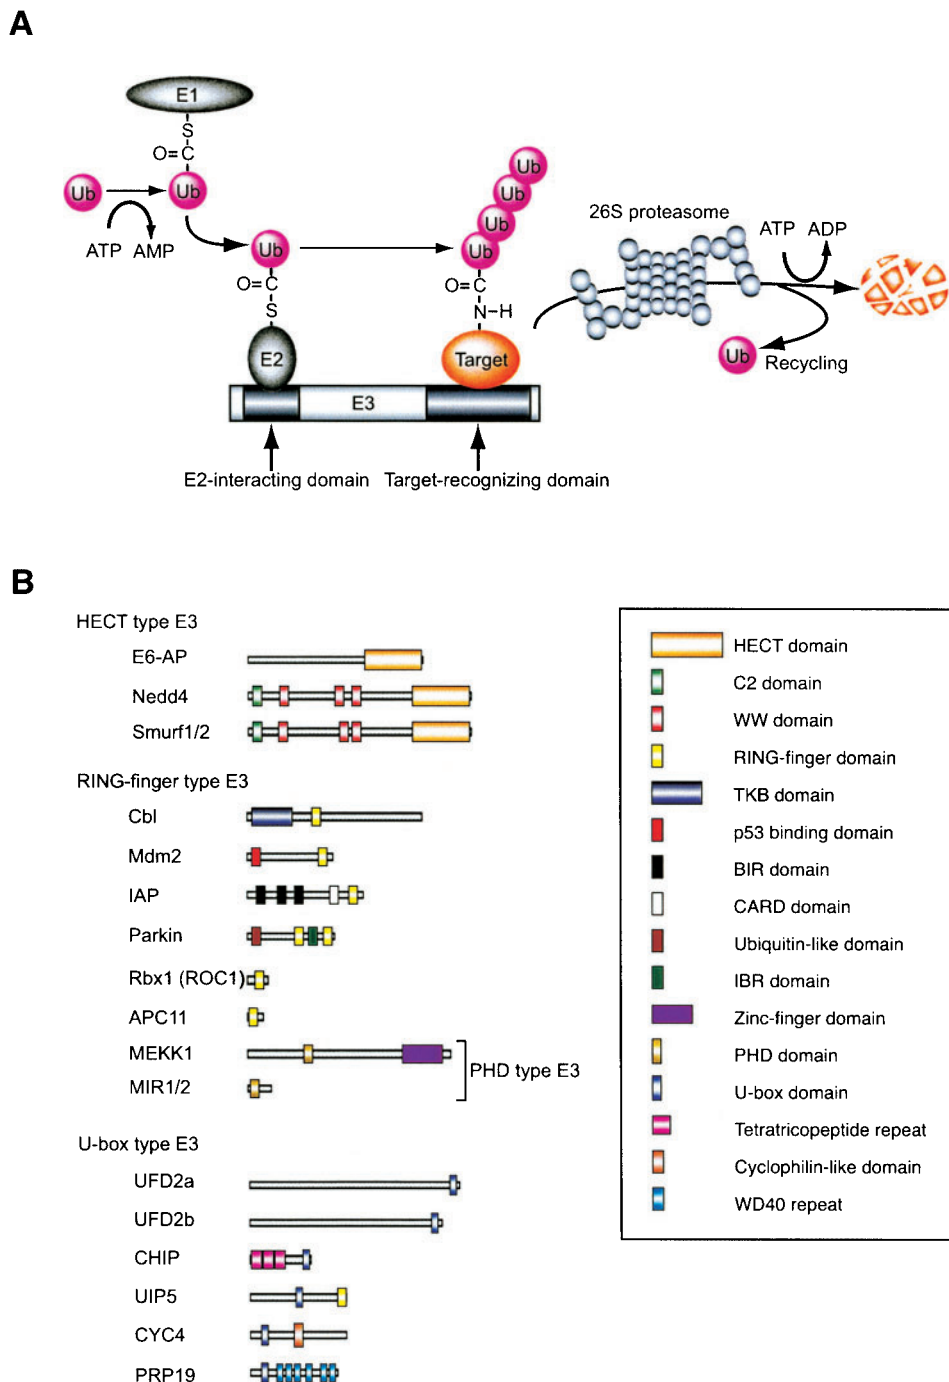 A
E1
S
O=C
Ub
Ub
ATP AMP
Ub
O=C
S
E2
Ub
Ub
Ub
Ub
O=C
N-H
Target
E3
E2-interacting domain
Target-recognizing domain
26S proteasome
ATP ADP
Ub
Recycling
B
HECT type E3
E6-AP
Nedd4
Smurf1/2
RING-finger type E3
Cbl
Mdm2
IAP
Parkin
Rbx1 (ROC1)
APC11
MEKK1
MIR1/2
PHD type E3
U-box type E3
UFD2a
UFD2b
CHIP
UIP5
CYC4
PRP19
HECT domain
C2 domain
WW domain
RING-finger domain
TKB domain
p53 binding domain
BIR domain
CARD domain
Ubiquitin-like domain
IBR domain
Zinc-finger domain
PHD domain
U-box domain
Tetratricopeptide repeat
Cyclophilin-like domain
WD40 repeat